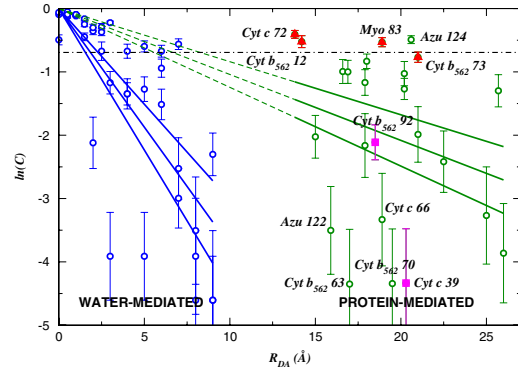 0
Cyt c 72
Myo 83
Azu 124
Cyt b562 12
Cyt b562 73
-1
-2
Cyt b562 92
ln(C)
-3
Azu 122
Cyt c 66
-4
Cyt b562 63
Cyt b562 70
Cyt c 39
WATER-MEDIATED
PROTEIN-MEDIATED
-5
0 5 10 15 20 25
RDA (Å)